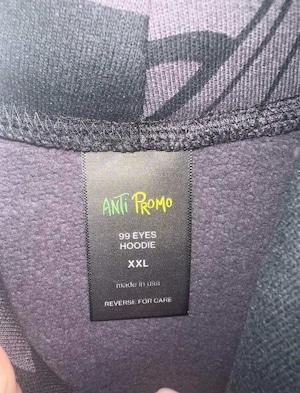 ANTi PROMO
99 EYES
HOODIE
XXL
made in usa
REVERSE FOR CARE